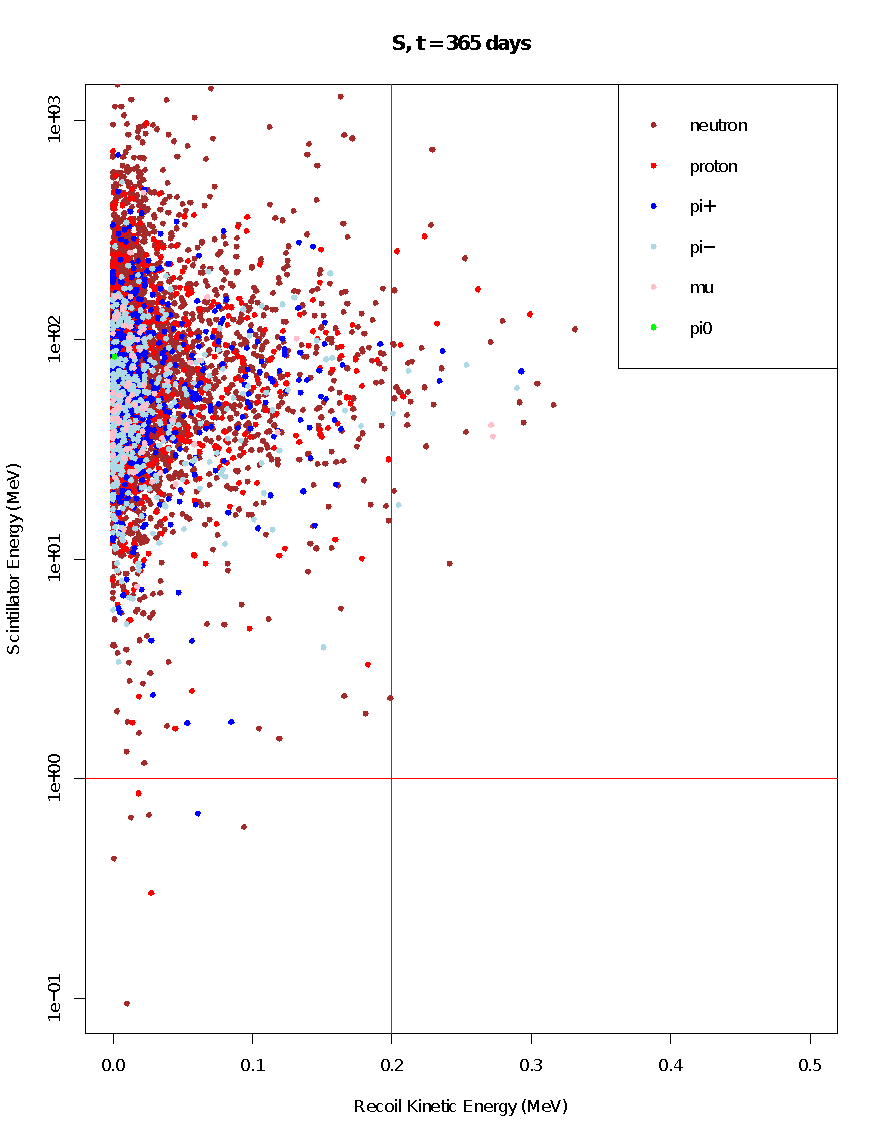 S, t = 365 days
1e+03
1e+02
1e+01
1e+00
1e−01
Scintillator Energy (MeV)
neutron
proton
pi+
pi−
mu
pi0
0.0 0.1 0.2 0.3 0.4 0.5
Recoil Kinetic Energy (MeV)